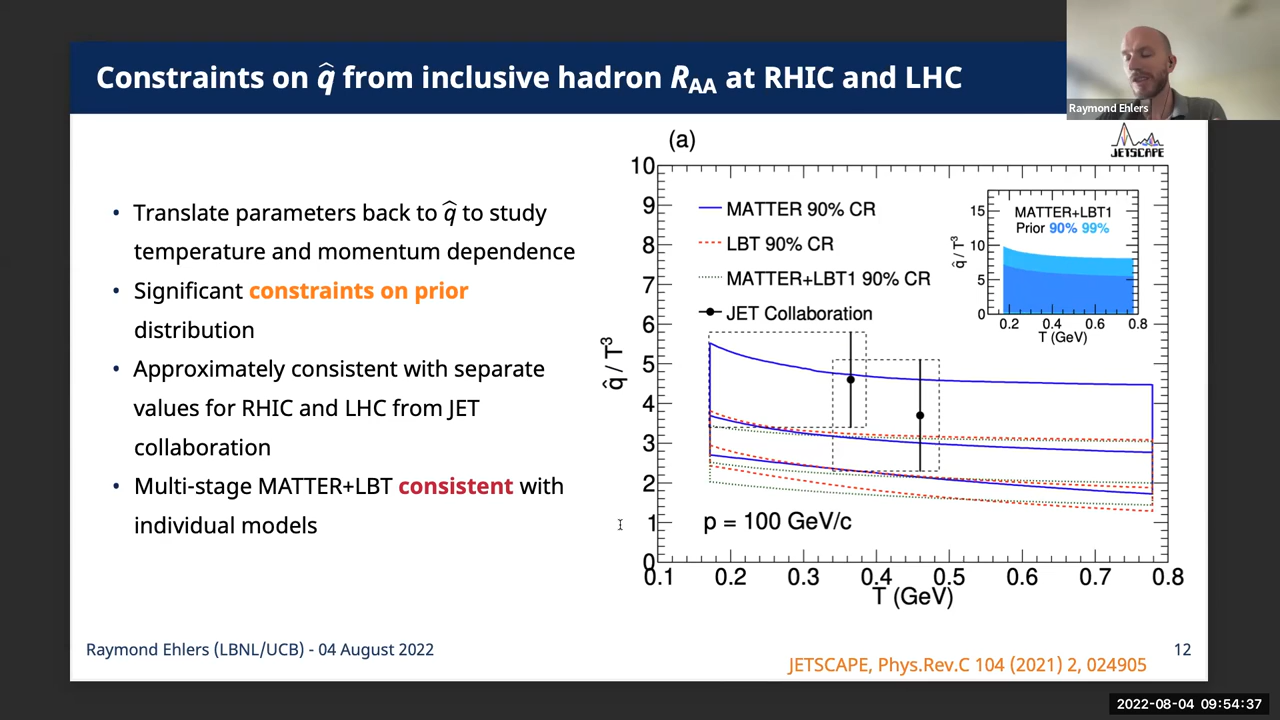 Constraints on q̂ from inclusive hadron RAA at RHIC and LHC
Raymond Ehlers
JETSCAPE
• Translate parameters back to q̂ to study
temperature and momentum dependence
• Significant constraints on prior
distribution
• Approximately consistent with separate
values for RHIC and LHC from JET
collaboration
• Multi-stage MATTER+LBT consistent with
individual models
(a)
10
9
8
7
6
5
4
3
2
1
0
q̂ / T³
MATTER 90% CR
LBT 90% CR
MATTER+LBT1 90% CR
JET Collaboration
MATTER+LBT1
Prior 90% 99%
15
10
5
0
q̂ / T³
0.2 0.4 0.6 0.8
T (GeV)
p = 100 GeV/c
0.1 0.2 0.3 0.4 0.5 0.6 0.7 0.8
T (GeV)
Raymond Ehlers (LBNL/UCB) - 04 August 2022
12
JETSCAPE, Phys.Rev.C 104 (2021) 2, 024905
2022-08-04 09:54:37